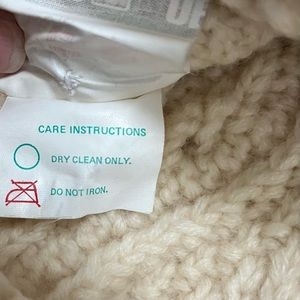 CARE INSTRUCTIONS
DRY CLEAN ONLY.
DO NOT IRON.